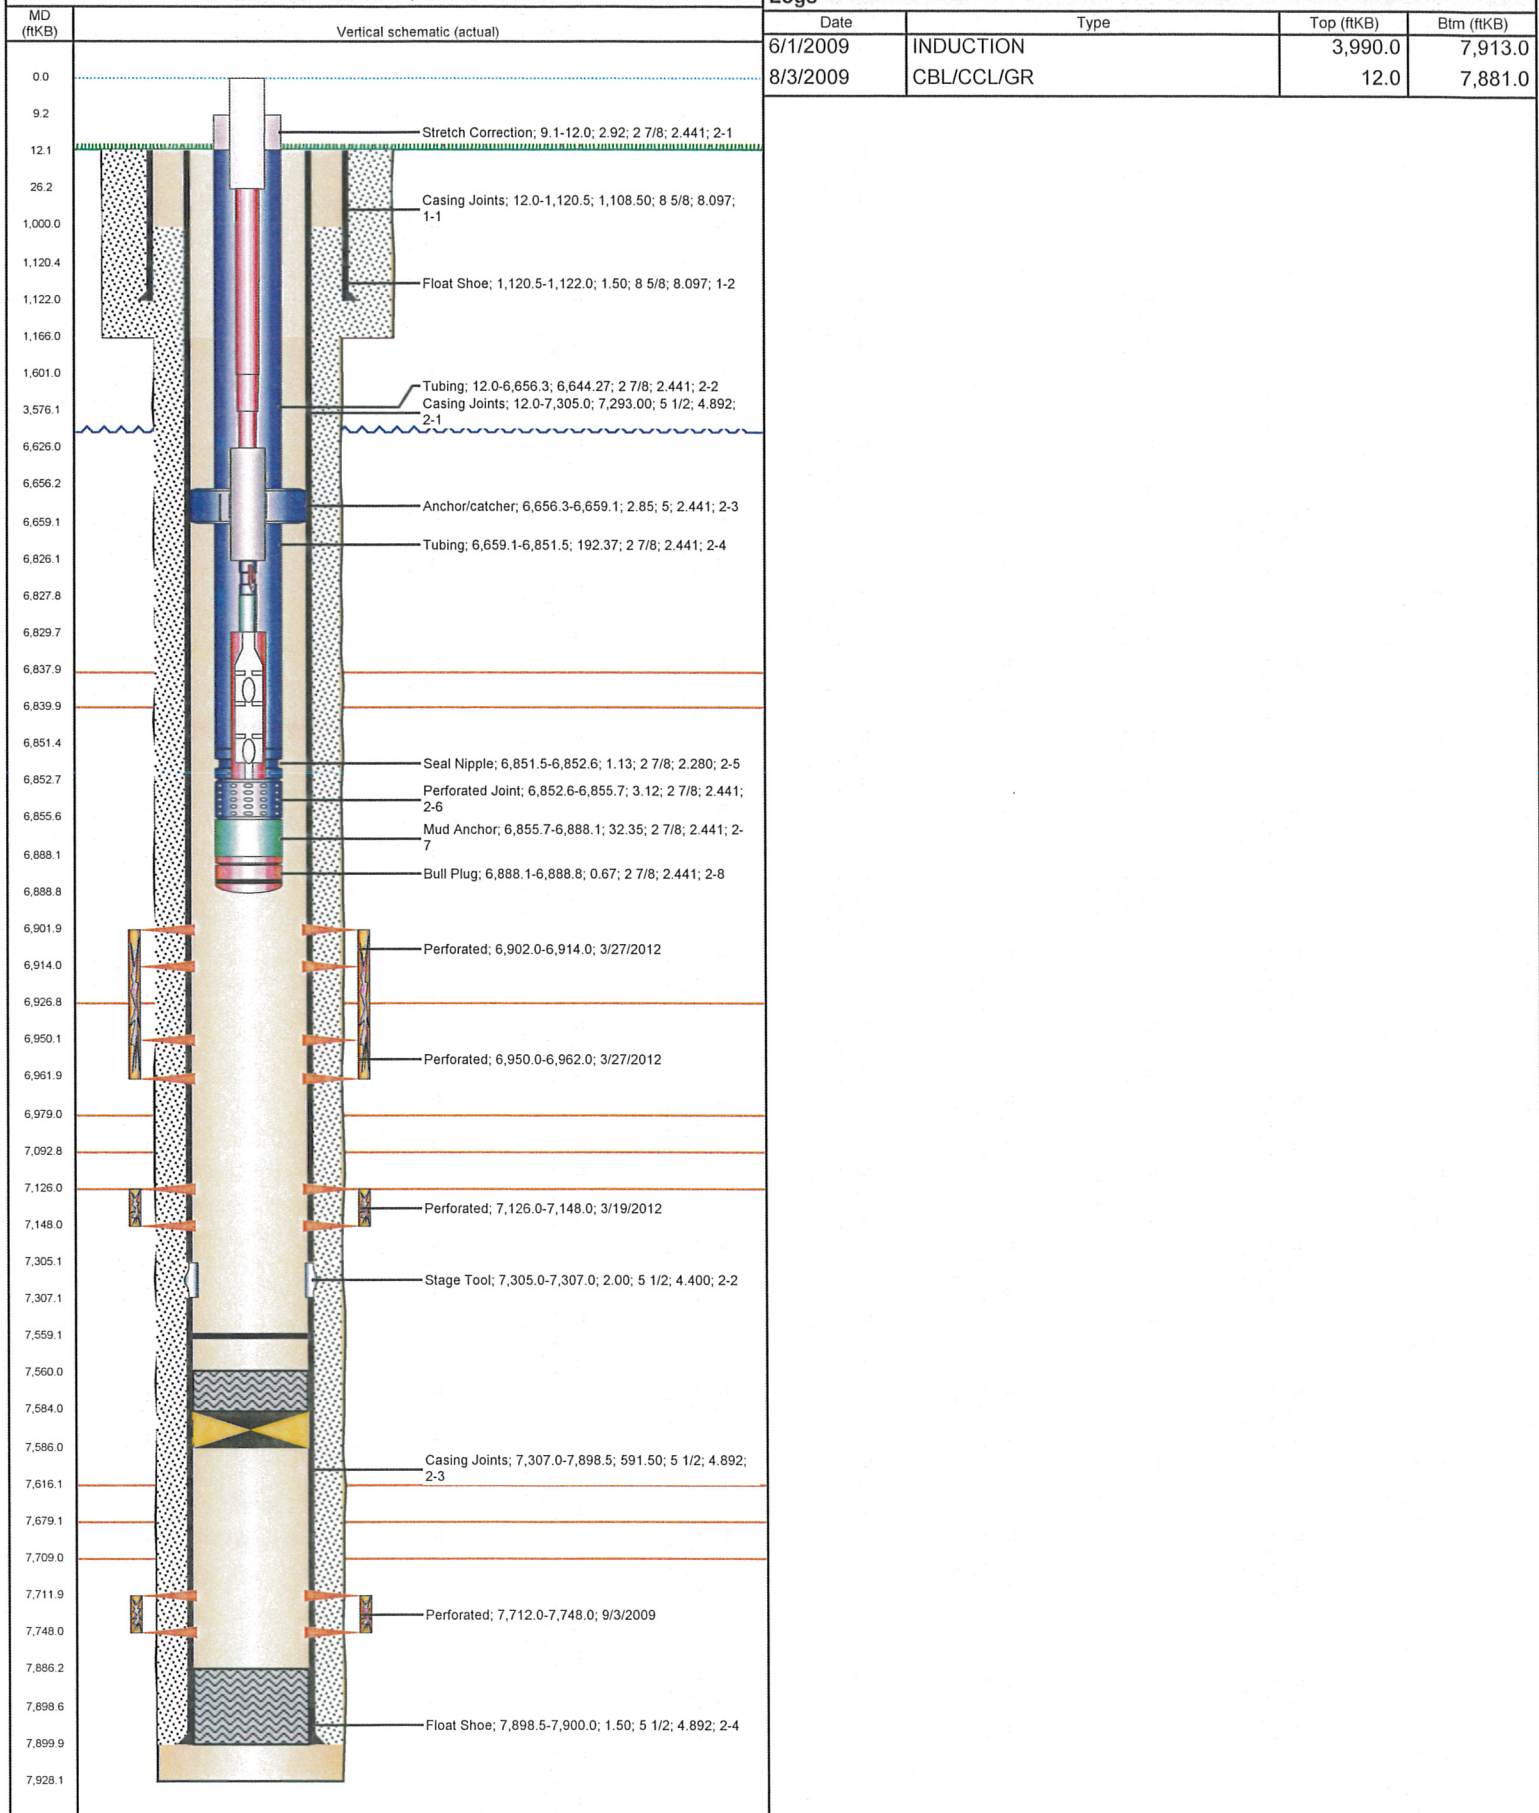 Logs
MD
(ftKB)
Vertical schematic (actual)
Date Type Top (ftKB) Btm (ftKB)
6/1/2009 INDUCTION 3,990.0 7,913.0
8/3/2009 CBL/CCL/GR 12.0 7,881.0
0.0
9.2
Stretch Correction; 9.1-12.0; 2.92; 2 7/8; 2.441; 2-1
12.1
26.2
Casing Joints; 12.0-1,120.5; 1,108.50; 8 5/8; 8.097;
1-1
1,000.0
1,120.4
Float Shoe; 1,120.5-1,122.0; 1.50; 8 5/8; 8.097; 1-2
1,122.0
1,166.0
1,601.0
Tubing; 12.0-6,656.3; 6,644.27; 2 7/8; 2.441; 2-2
Casing Joints; 12.0-7,305.0; 7,293.00; 5 1/2; 4.892;
2-1
3,576.1
6,626.0
6,656.2
Anchor/catcher; 6,656.3-6,659.1; 2.85; 5; 2.441; 2-3
6,659.1
Tubing; 6,659.1-6,851.5; 192.37; 2 7/8; 2.441; 2-4
6,826.1
6,827.8
6,829.7
6,837.9
6,839.9
6,851.4
Seal Nipple; 6,851.5-6,852.6; 1.13; 2 7/8; 2.280; 2-5
6,852.7
Perforated Joint; 6,852.6-6,855.7; 3.12; 2 7/8; 2.441;
2-6
6,855.6
Mud Anchor; 6,855.7-6,888.1; 32.35; 2 7/8; 2.441; 2-
7
6,888.1
Bull Plug; 6,888.1-6,888.8; 0.67; 2 7/8; 2.441; 2-8
6,888.8
6,901.9
Perforated; 6,902.0-6,914.0; 3/27/2012
6,914.0
6,926.8
6,950.1
Perforated; 6,950.0-6,962.0; 3/27/2012
6,961.9
6,979.0
7,092.8
7,126.0
Perforated; 7,126.0-7,148.0; 3/19/2012
7,148.0
7,305.1
Stage Tool; 7,305.0-7,307.0; 2.00; 5 1/2; 4.400; 2-2
7,307.1
7,559.1
7,560.0
7,584.0
7,586.0
Casing Joints; 7,307.0-7,898.5; 591.50; 5 1/2; 4.892;
2-3
7,616.1
7,679.1
7,709.0
7,711.9
Perforated; 7,712.0-7,748.0; 9/3/2009
7,748.0
7,886.2
7,898.6
Float Shoe; 7,898.5-7,900.0; 1.50; 5 1/2; 4.892; 2-4
7,899.9
7,928.1